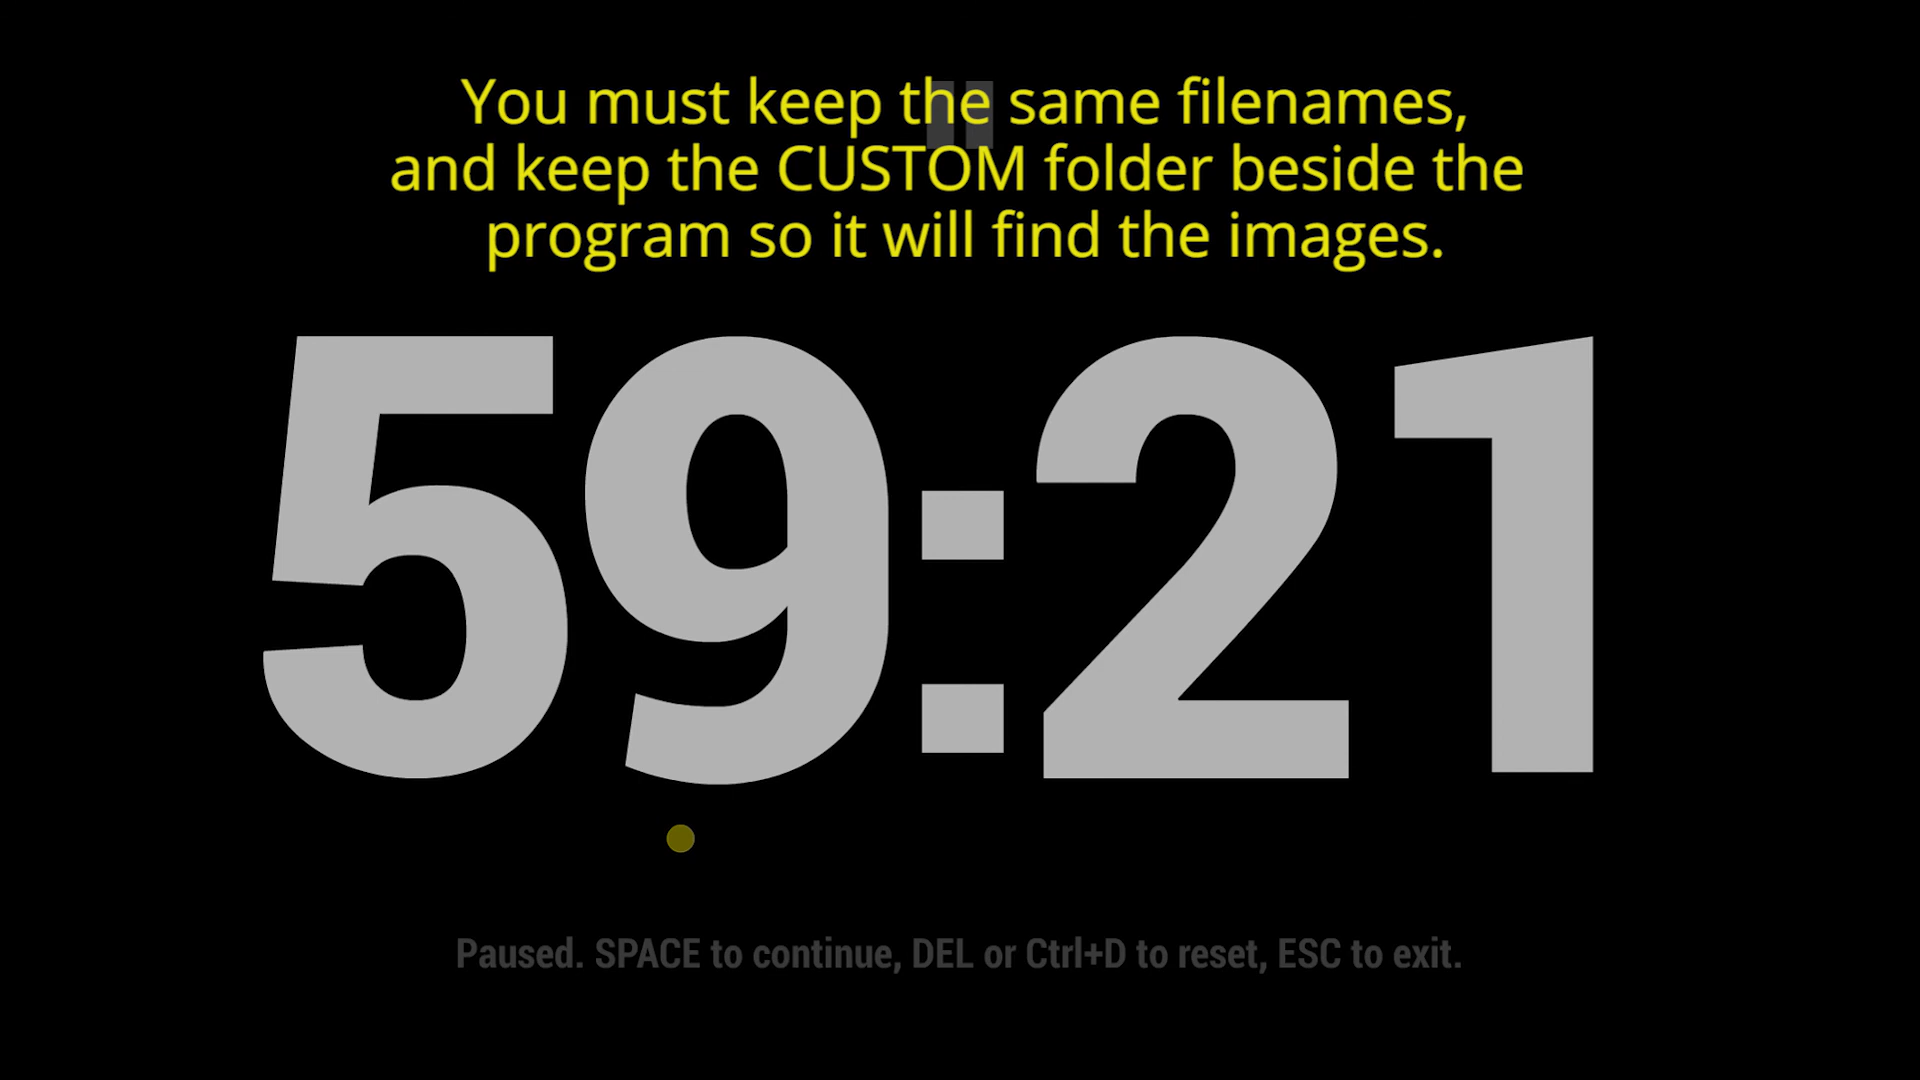 You must keep the same filenames,
and keep the CUSTOM folder beside the
program so it will find the images.
59:21
Paused. SPACE to continue, DEL or Ctrl+D to reset, ESC to exit.